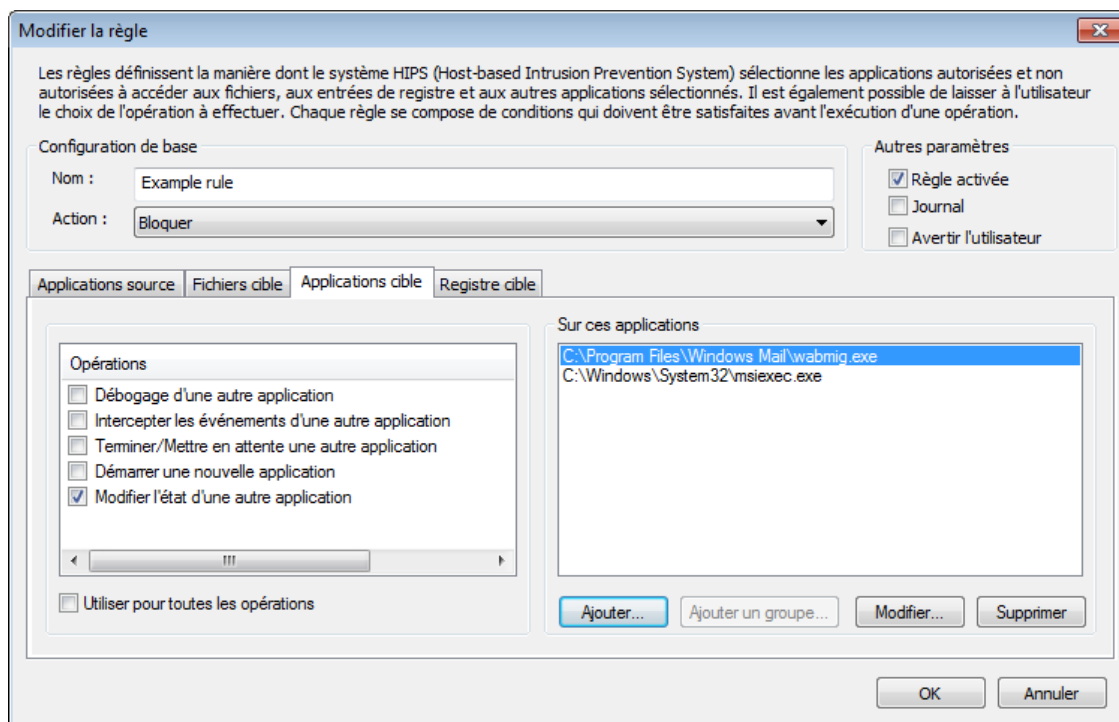 Modifier la règle
Les règles définissent la manière dont le système HIPS (Host-based Intrusion Prevention System) sélectionne les applications autorisées et non
autorisées à accéder aux fichiers, aux entrées de registre et aux autres applications sélectionnés. Il est également possible de laisser à l'utilisateur
le choix de l'opération à effectuer. Chaque règle se compose de conditions qui doivent être satisfaites avant l'exécution d'une opération.
Configuration de base
Nom :
Example rule
Action :
Bloquer
Autres paramètres
Règle activée
Journal
Avertir l'utilisateur
Applications source
Fichiers cible
Applications cible
Registre cible
Opérations
Débogage d'une autre application
Intercepter les événements d'une autre application
Terminer/Mettre en attente une autre application
Démarrer une nouvelle application
Modifier l'état d'une autre application
Utiliser pour toutes les opérations
Sur ces applications
C:\Program Files\Windows Mail\wabmig.exe
C:\Windows\System32\msiexec.exe
Ajouter...
Ajouter un groupe...
Modifier...
Supprimer
OK
Annuler